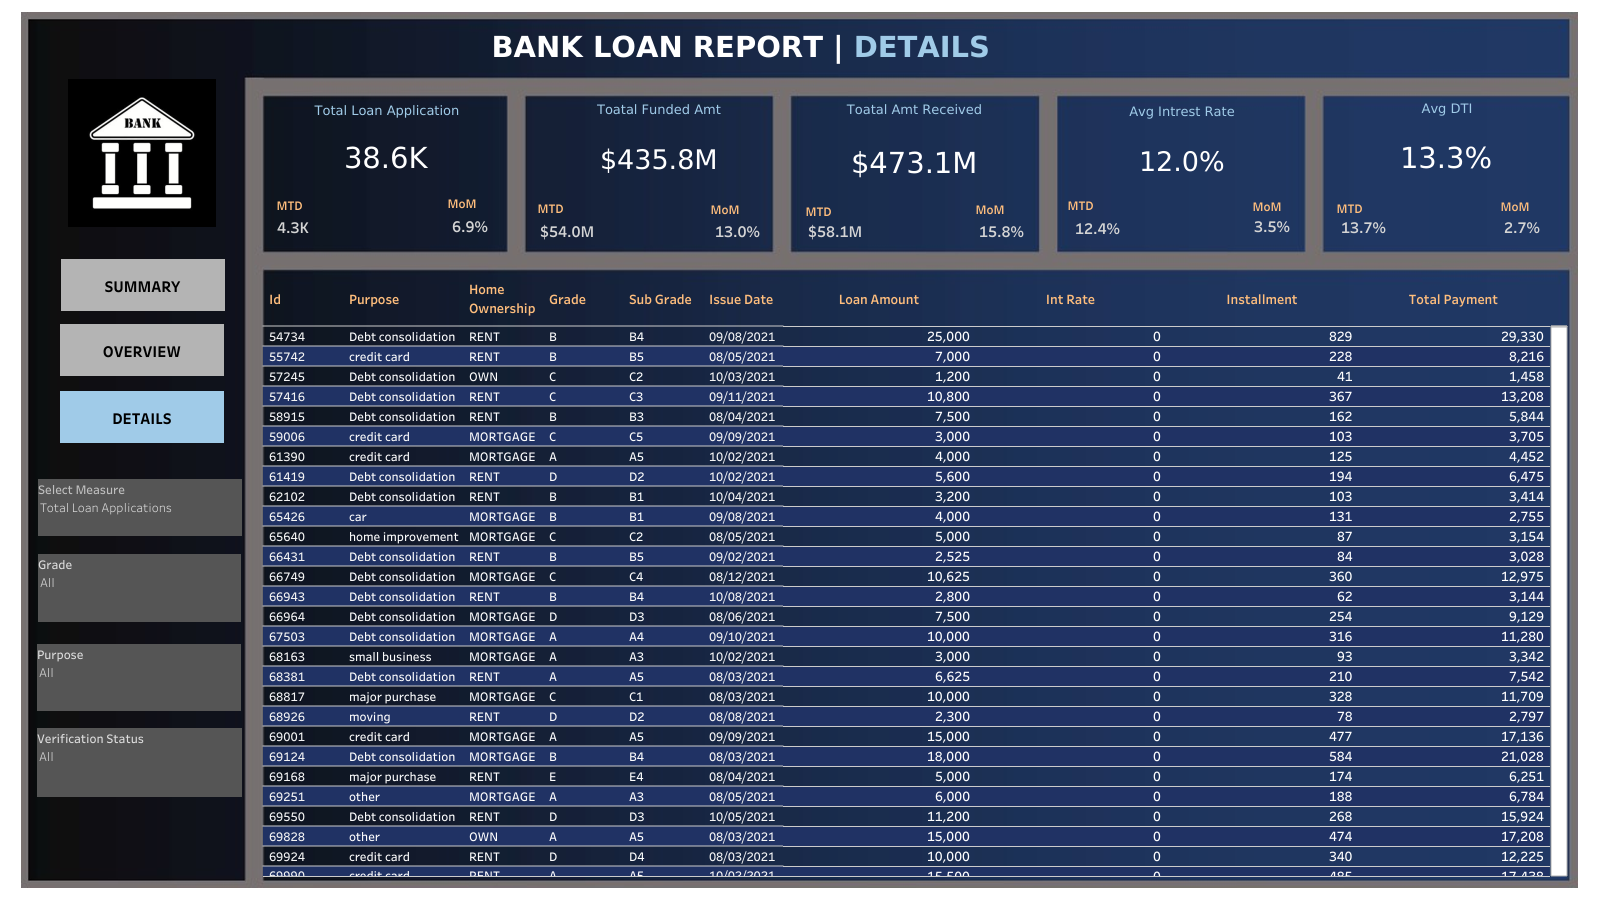 BANK LOAN REPORT | DETAILS
BANK
SUMMARY
OVERVIEW
DETAILS
Select Measure
Total Loan Applications
Grade
All
Purpose
All
Verification Status
All
Total Loan Application
38.6K
MTD MoM
4.3K 6.9%
Toatal Funded Amt
$435.8M
MTD MoM
$54.0M 13.0%
Toatal Amt Received
$473.1M
MTD MoM
$58.1M 15.8%
Avg Intrest Rate
12.0%
MTD MoM
12.4% 3.5%
Avg DTI
13.3%
MTD MoM
13.7% 2.7%
Id Purpose Home Ownership Grade Sub Grade Issue Date Loan Amount Int Rate Installment Total Payment
54734 Debt consolidation RENT B B4 09/08/2021 25,000 0 829 29,330
55742 credit card RENT B B5 08/05/2021 7,000 0 228 8,216
57245 Debt consolidation OWN C C2 10/03/2021 1,200 0 41 1,458
57416 Debt consolidation RENT C C3 09/11/2021 10,800 0 367 13,208
58915 Debt consolidation RENT B B3 08/04/2021 7,500 0 162 5,844
59006 credit card MORTGAGE C C5 09/09/2021 3,000 0 103 3,705
61390 credit card MORTGAGE A A5 10/02/2021 4,000 0 125 4,452
61419 Debt consolidation RENT D D2 10/02/2021 5,600 0 194 6,475
62102 Debt consolidation RENT B B1 10/04/2021 3,200 0 103 3,414
65426 car MORTGAGE B B1 09/08/2021 4,000 0 131 2,755
65640 home improvement MORTGAGE C C2 08/05/2021 5,000 0 87 3,154
66431 Debt consolidation RENT B B5 09/02/2021 2,525 0 84 3,028
66749 Debt consolidation MORTGAGE C C4 08/12/2021 10,625 0 360 12,975
66943 Debt consolidation RENT B B4 10/08/2021 2,800 0 62 3,144
66964 Debt consolidation MORTGAGE D D3 08/06/2021 7,500 0 254 9,129
67503 Debt consolidation MORTGAGE A A4 09/10/2021 10,000 0 316 11,280
68163 small business MORTGAGE A A3 10/02/2021 3,000 0 93 3,342
68381 Debt consolidation RENT A A5 08/03/2021 6,625 0 210 7,542
68817 major purchase MORTGAGE C C1 08/03/2021 10,000 0 328 11,709
68926 moving RENT D D2 08/08/2021 2,300 0 78 2,797
69001 credit card MORTGAGE A A5 09/09/2021 15,000 0 477 17,136
69124 Debt consolidation MORTGAGE B B4 08/03/2021 18,000 0 584 21,028
69168 major purchase RENT E E4 08/04/2021 5,000 0 174 6,251
69251 other MORTGAGE A A3 08/05/2021 6,000 0 188 6,784
69550 Debt consolidation RENT D D3 10/05/2021 11,200 0 268 15,924
69828 other OWN A A5 08/03/2021 15,000 0 474 17,208
69924 credit card RENT D D4 08/03/2021 10,000 0 340 12,225
credit card RENT